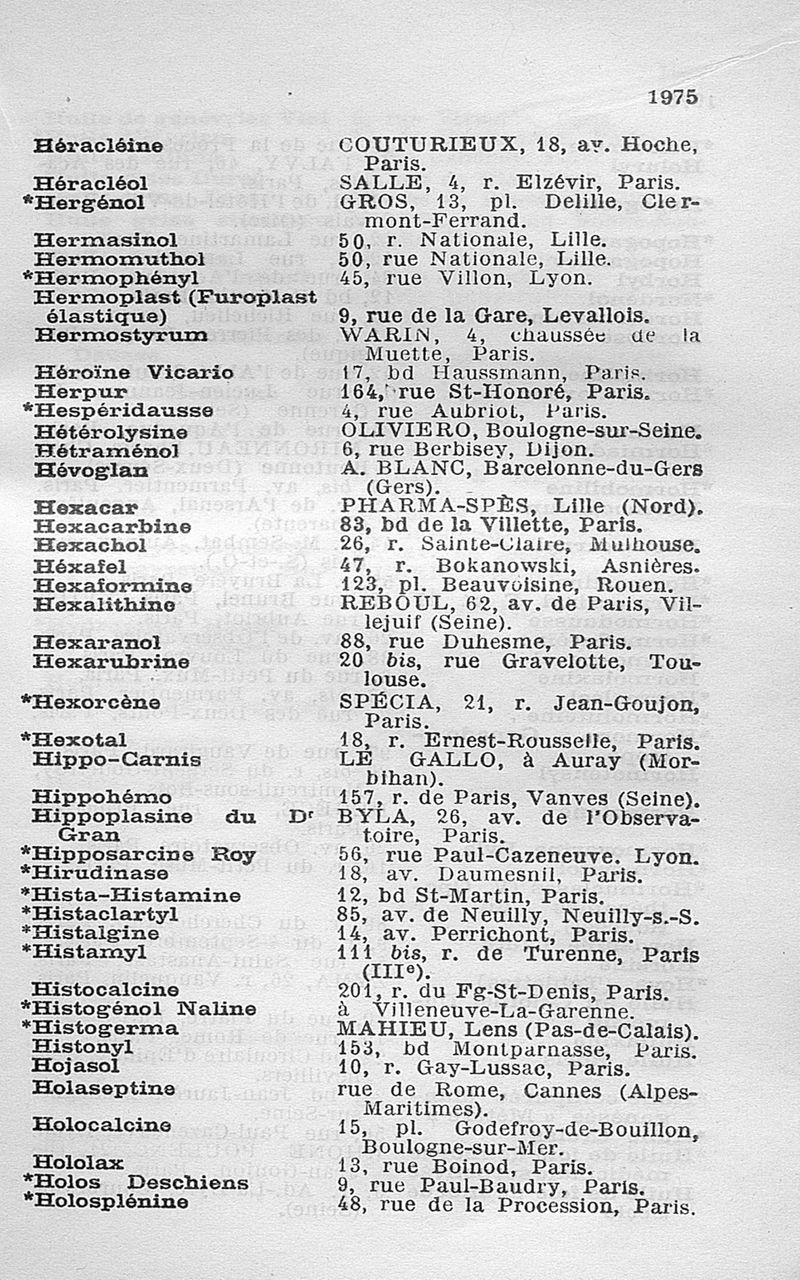 1975
Héracléine COUTURIEUX, 18, av. Hoche,
Paris.
Héracléol SALLE, 4, r. Elzévir, Paris.
*Hergénol GROS, 13, pl. Delille, Cler-
mont-Ferrand.
Hermasinol 50, r. Nationale, Lille.
Hermomuthol 50, rue Nationale, Lille.
*Hermophényl 45, rue Villon, Lyon.
Hermoplast (Furoplast
élastique) 9, rue de la Gare, Levallois.
Hermostyrum WARIN, 4, chaussée de la
Muette, Paris.
Héroïne Vicario 17, bd Haussmann, Paris.
Herpur 164, rue St-Honoré, Paris.
*Hespéridausse 4, rue Aubriot, Paris.
Hétérolysine OLIVIERO, Boulogne-sur-Seine.
Hétraménol 6, rue Berbisey, Dijon.
Hévoglan A. BLANC, Barcelonne-du-Gers
(Gers).
Hexacar PHARMA-SPÈS, Lille (Nord).
Hexacarbine 83, bd de la Villette, Paris.
Hexachol 26, r. Sainte-Claire, Mulhouse.
Héxafel 47, r. Bokanowski, Asnières.
Hexaformine 123, pl. Beauvoisine, Rouen.
Hexalithine REBOUL, 62, av. de Paris, Vil-
lejuif (Seine).
Hexaranol 88, rue Duhesme, Paris.
Hexarubrine 20 bis, rue Gravelotte, Tou-
louse.
*Hexorcène SPÉCIA, 21, r. Jean-Goujon,
Paris.
*Hexotal 18, r. Ernest-Rousselle, Paris.
Hippo-Carnis LE GALLO, à Auray (Mor-
bihan).
Hippohémo 157, r. de Paris, Vanves (Seine).
Hippoplasine du Dr BYLA, 26, av. de l'Observa-
Gran toire, Paris.
*Hipposarcine Roy 56, rue Paul-Cazeneuve. Lyon.
*Hirudinase 18, av. Daumesnil, Paris.
*Hista-Histamine 12, bd St-Martin, Paris.
*Histaclartyl 85, av. de Neuilly, Neuilly-s.-S.
*Histalgine 14, av. Perrichont, Paris.
*Histamyl 111 bis, r. de Turenne, Paris
(IIIe).
Histocalcine 201, r. du Fg-St-Denis, Paris.
*Histogénol Naline à Villeneuve-La-Garenne.
*Histogerma MAHIEU, Lens (Pas-de-Calais).
Histonyl 153, bd Montparnasse, Paris.
Hojasol 10, r. Gay-Lussac, Paris.
Holaseptine rue de Rome, Cannes (Alpes-
Maritimes).
Holocalcine 15, pl. Godefroy-de-Bouillon,
Boulogne-sur-Mer.
Hololax 13, rue Boinod, Paris.
*Holos Deschiens 9, rue Paul-Baudry, Paris.
*Holosplénine 48, rue de la Procession, Paris.